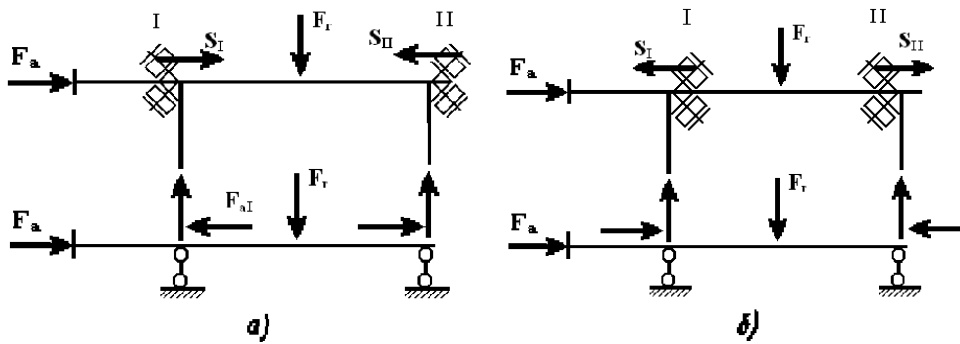 I
II
F_r
S_I
S_II
F_a
F_r
F_aI
F_a
а)
I
II
F_r
S_I
S_II
F_a
F_r
F_a
б)